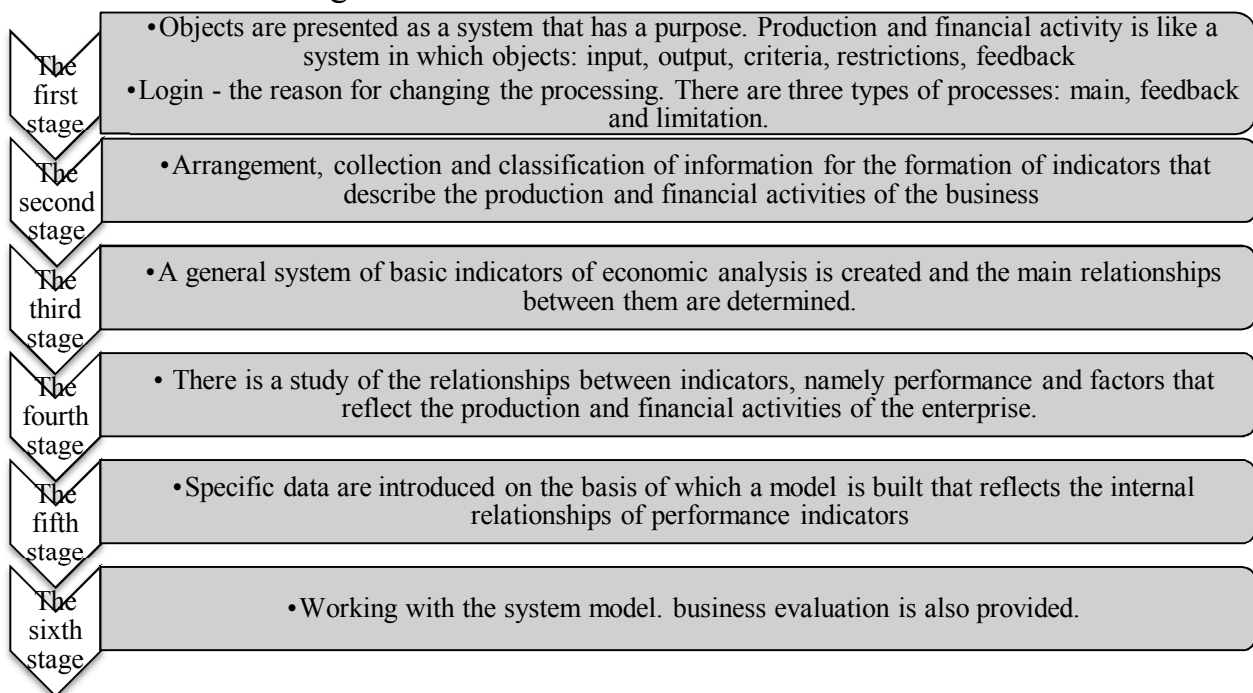 The
first
stage
•Objects are presented as a system that has a purpose. Production and financial activity is like a
system in which objects: input, output, criteria, restrictions, feedback
•Login - the reason for changing the processing. There are three types of processes: main, feedback
and limitation.
The
second
stage
•Arrangement, collection and classification of information for the formation of indicators that
describe the production and financial activities of the business
The
third
stage
•A general system of basic indicators of economic analysis is created and the main relationships
between them are determined.
The
fourth
stage
• There is a study of the relationships between indicators, namely performance and factors that
reflect the production and financial activities of the enterprise.
The
fifth
stage
•Specific data are introduced on the basis of which a model is built that reflects the internal
relationships of performance indicators
The
sixth
stage
•Working with the system model. business evaluation is also provided.